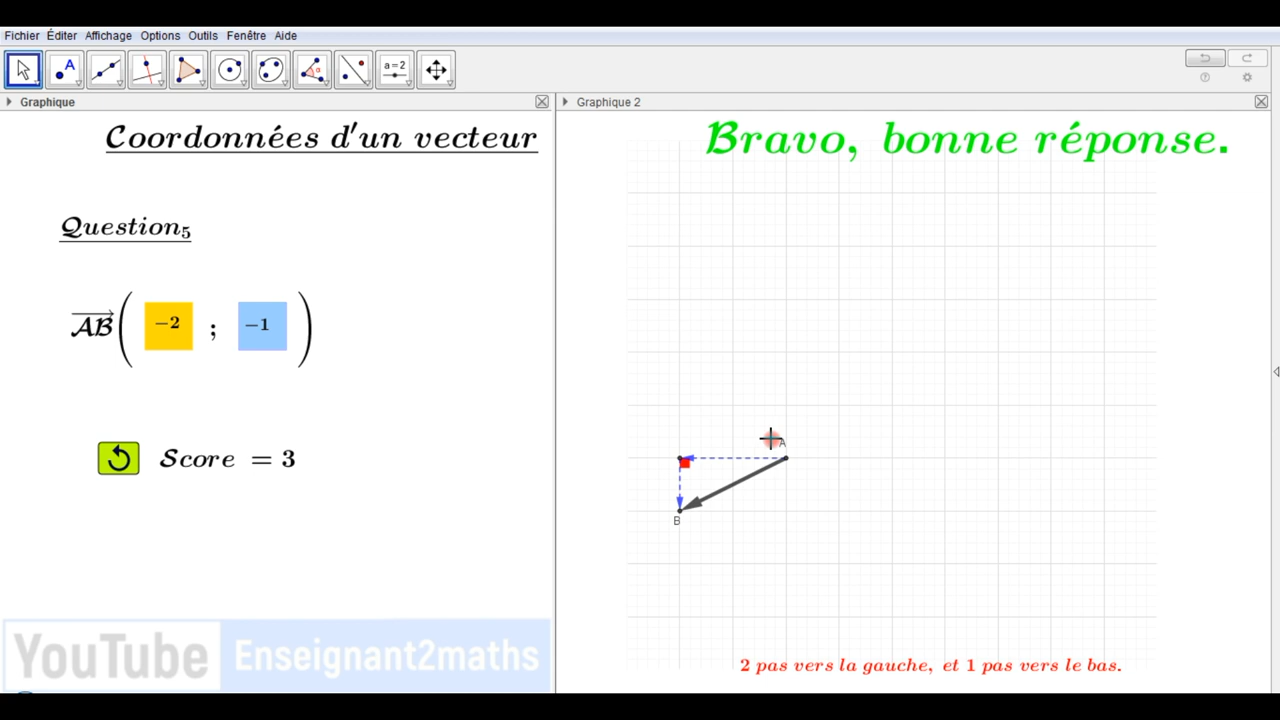 Fichier Éditer Affichage Options Outils Fenêtre Aide
A
a=2
Graphique
Graphique 2
Coordonnées d'un vecteur
Bravo, bonne réponse.
Question5
AB( -2 ; -1 )
A
B
Score = 3
YouTube Enseignant2maths
2 pas vers la gauche, et 1 pas vers le bas.